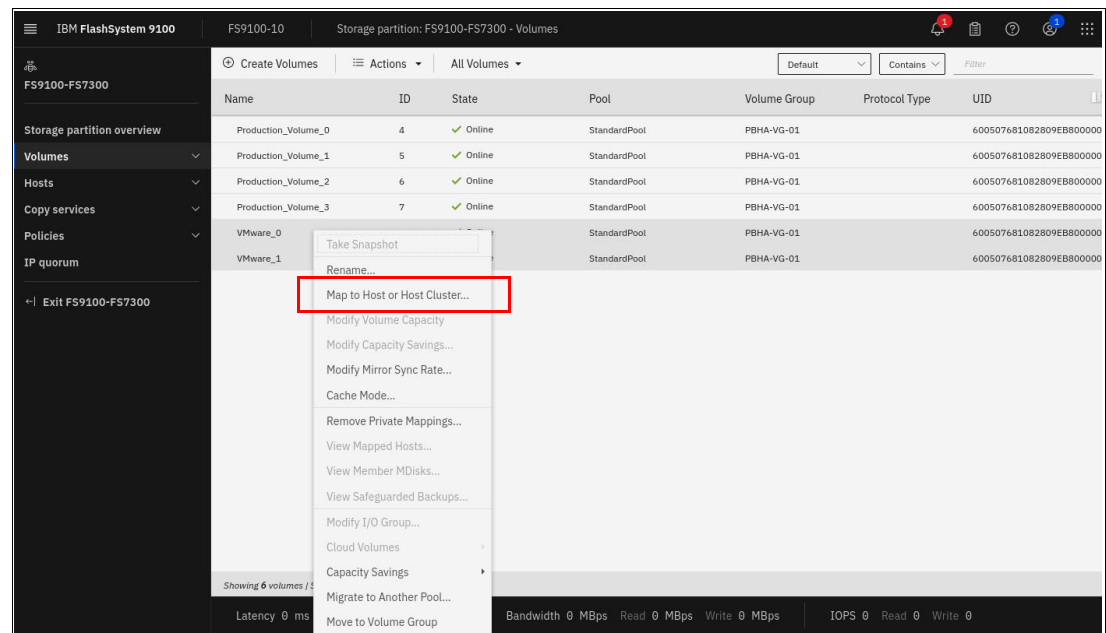 IBM FlashSystem 9100
FS9100-10
Storage partition: FS9100-FS7300 - Volumes
1
1
FS9100-FS7300
Storage partition overview
Volumes
Hosts
Copy services
Policies
IP quorum
Exit FS9100-FS7300
Create Volumes
Actions
All Volumes
Default
Contains
Filter
Name ID State Pool Volume Group Protocol Type UID
Production_Volume_0 4 Online StandardPool PBHA-VG-01 600507681082809EB800000
Production_Volume_1 5 Online StandardPool PBHA-VG-01 600507681082809EB800000
Production_Volume_2 6 Online StandardPool PBHA-VG-01 600507681082809EB800000
Production_Volume_3 7 Online StandardPool PBHA-VG-01 600507681082809EB800000
VMware_0 StandardPool PBHA-VG-01 600507681082809EB800000
VMware_1 StandardPool PBHA-VG-01 600507681082809EB800000
Take Snapshot
Rename...
Map to Host or Host Cluster...
Modify Volume Capacity
Modify Capacity Savings...
Modify Mirror Sync Rate...
Cache Mode...
Remove Private Mappings...
View Mapped Hosts...
View Member MDisks...
View Safeguarded Backups...
Modify I/O Group...
Cloud Volumes
Capacity Savings
Migrate to Another Pool...
Move to Volume Group
Showing 6 volumes |
Latency 0 ms
Bandwidth 0 MBps Read 0 MBps Write 0 MBps
IOPS 0 Read 0 Write 0